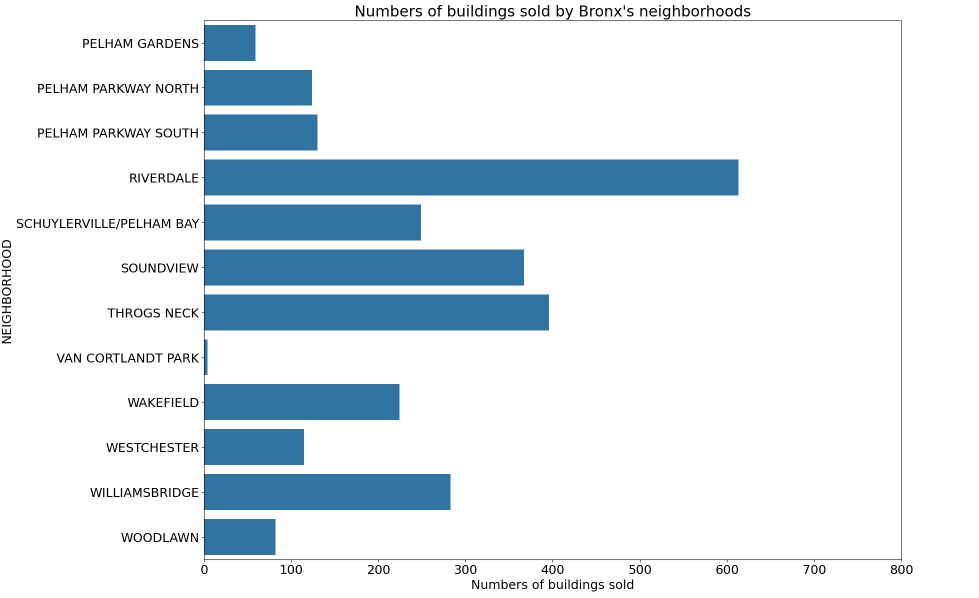 Numbers of buildings sold by Bronx's neighborhoods
PELHAM GARDENS
PELHAM PARKWAY NORTH
PELHAM PARKWAY SOUTH
RIVERDALE
SCHUYLERVILLE/PELHAM BAY
SOUNDVIEW
THROGS NECK
VAN CORTLANDT PARK
WAKEFIELD
WESTCHESTER
WILLIAMSBRIDGE
WOODLAWN
NEIGHBORHOOD
0 100 200 300 400 500 600 700 800
Numbers of buildings sold